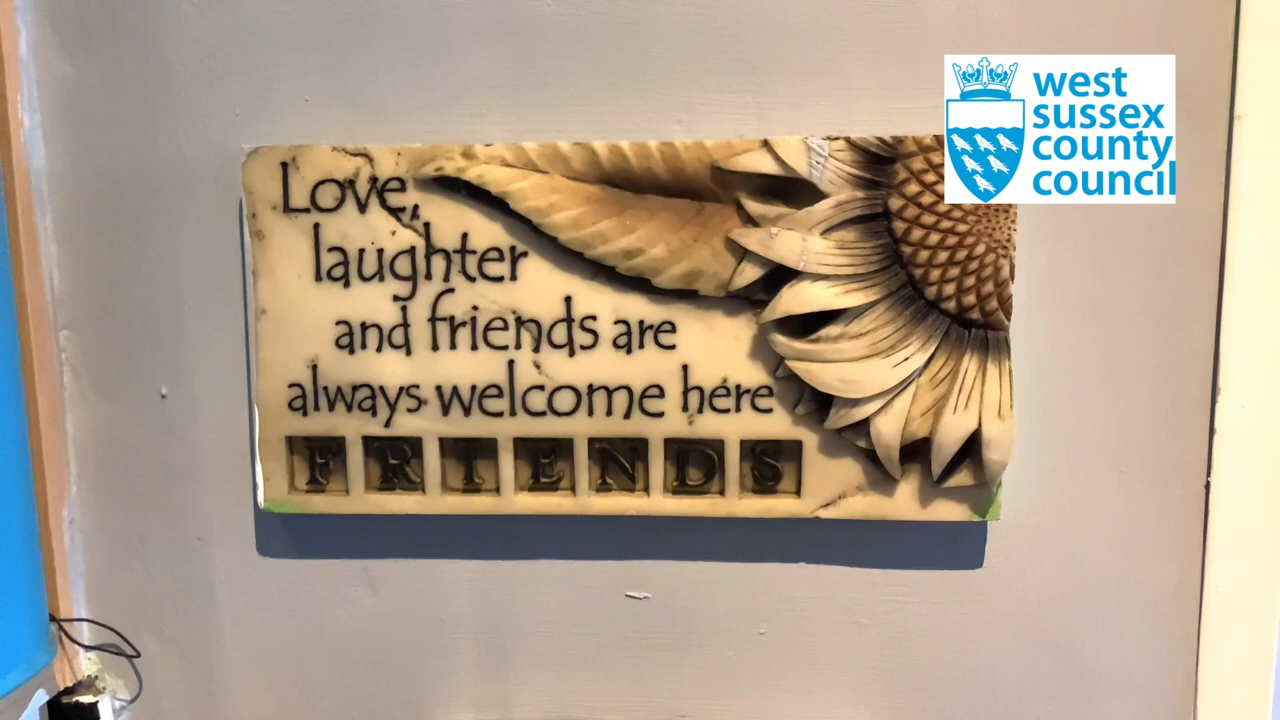 Love,
laughter
and friends are
always welcome here
FRIENDS
west
sussex
county
council